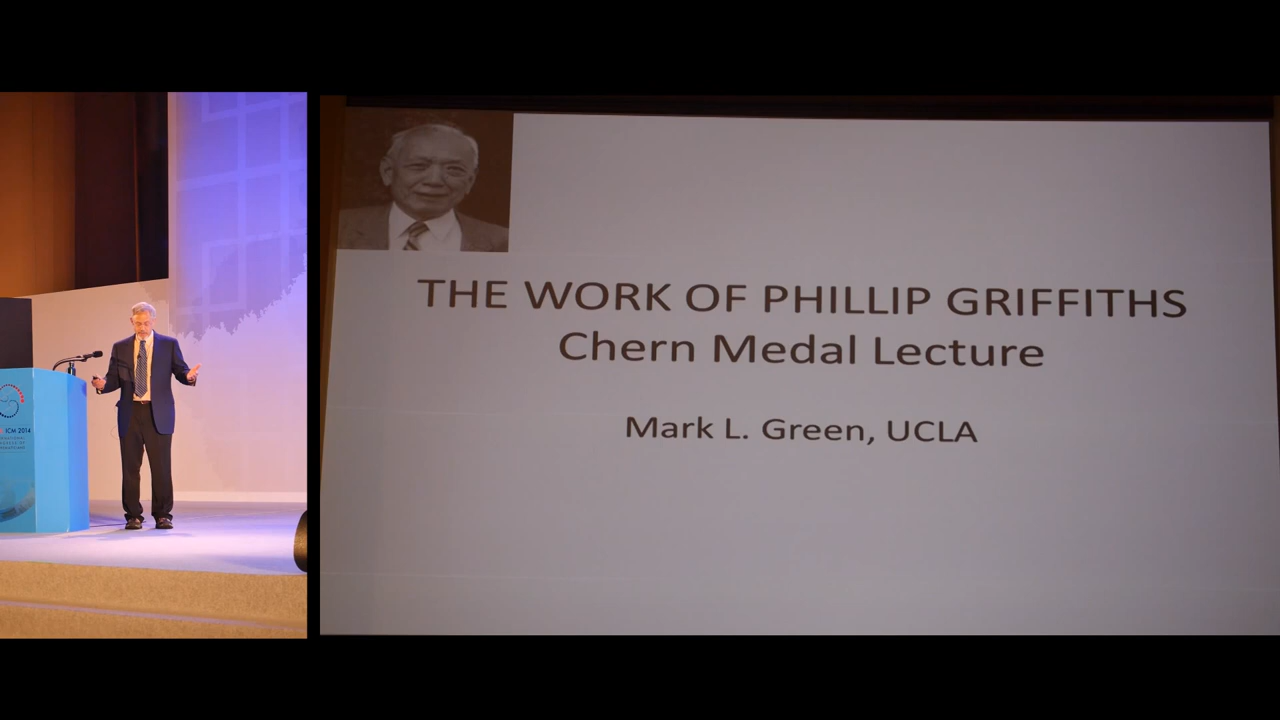 ICM 2014
THE WORK OF PHILLIP GRIFFITHS
Chern Medal Lecture
Mark L. Green, UCLA